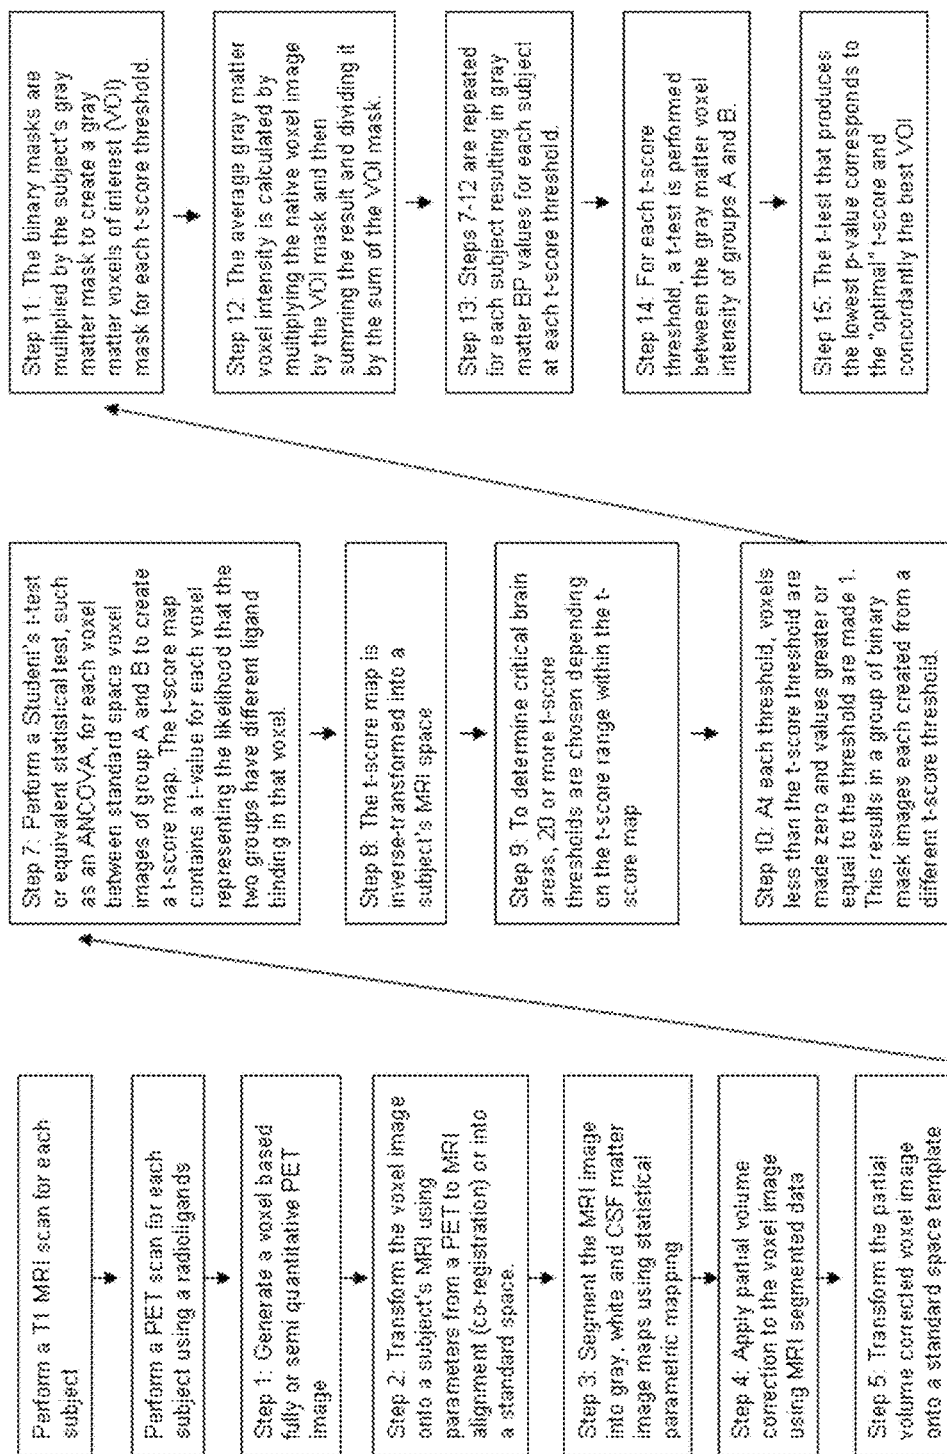 Perform a T1 MRI scan for each
subject
Perform a PET scan for each
subject using a radioligands
Step 1: Generate a voxel based
fully or semi quantitative PET
image
Step 2: Transform the voxel image
onto a subject's MRI using
parameters from a PET to MRI
alignment (co-registration) or into
a standard space.
Step 3: Segment the MRI image
into gray, white and CSF matter
image maps using statistical
parametric mapping
Step 4: Apply partial volume
correction to the voxel image
using MRI segmented data
Step 5: Transform the partial
volume corrected voxel image
onto a standard space template
Step 7: Perform a Student's t-test
or equivalent statistical test, such
as an ANCOVA, for each voxel
between standard space voxel
images of group A and B to create
a t-score map. The t-score map
contains a t-value for each voxel
representing the likelihood that the
two groups have different ligand
binding in that voxel.
Step 8: The t-score map is
inverse-transformed into a
subject's MRI space
Step 9: To determine critical brain
areas, 20 or more t-score
thresholds are chosen depending
on the t-score range within the t-
score map
Step 10: At each threshold, voxels
less than the t-score threshold are
made zero and values greater or
equal to the threshold are made 1.
This results in a group of binary
mask images each created from a
different t-score threshold.
Step 11: The binary masks are
multiplied by the subject's gray
matter mask to create a gray
matter voxels of interest (VOI)
mask for each t-score threshold.
Step 12: The average gray matter
voxel intensity is calculated by
multiplying the native voxel image
by the VOI mask and then
summing the result and dividing it
by the sum of the VOI mask.
Step 13: Steps 7-12 are repeated
for each subject resulting in gray
matter BP values for each subject
at each t-score threshold.
Step 14: For each t-score
threshold, a t-test is performed
between the gray matter voxel
intensity of groups A and B.
Step 15: The t-test that produces
the lowest p-value corresponds to
the "optimal" t-score and
concordantly the best VOI